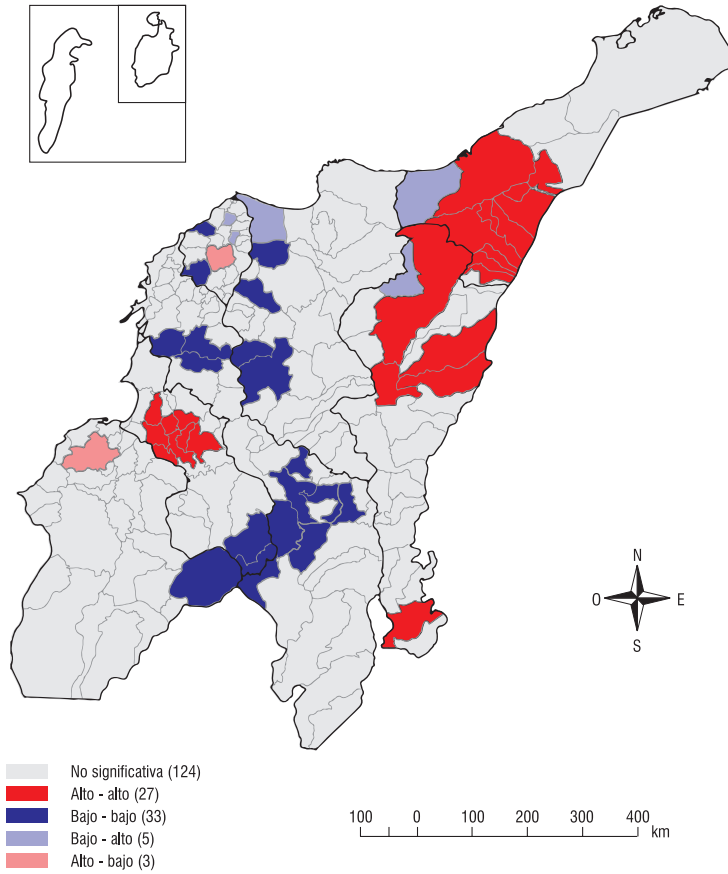 N
O E
S
No significativa (124)
Alto - alto (27)
Bajo - bajo (33)
Bajo - alto (5)
Alto - bajo (3)
100 0 100 200 300 400
km